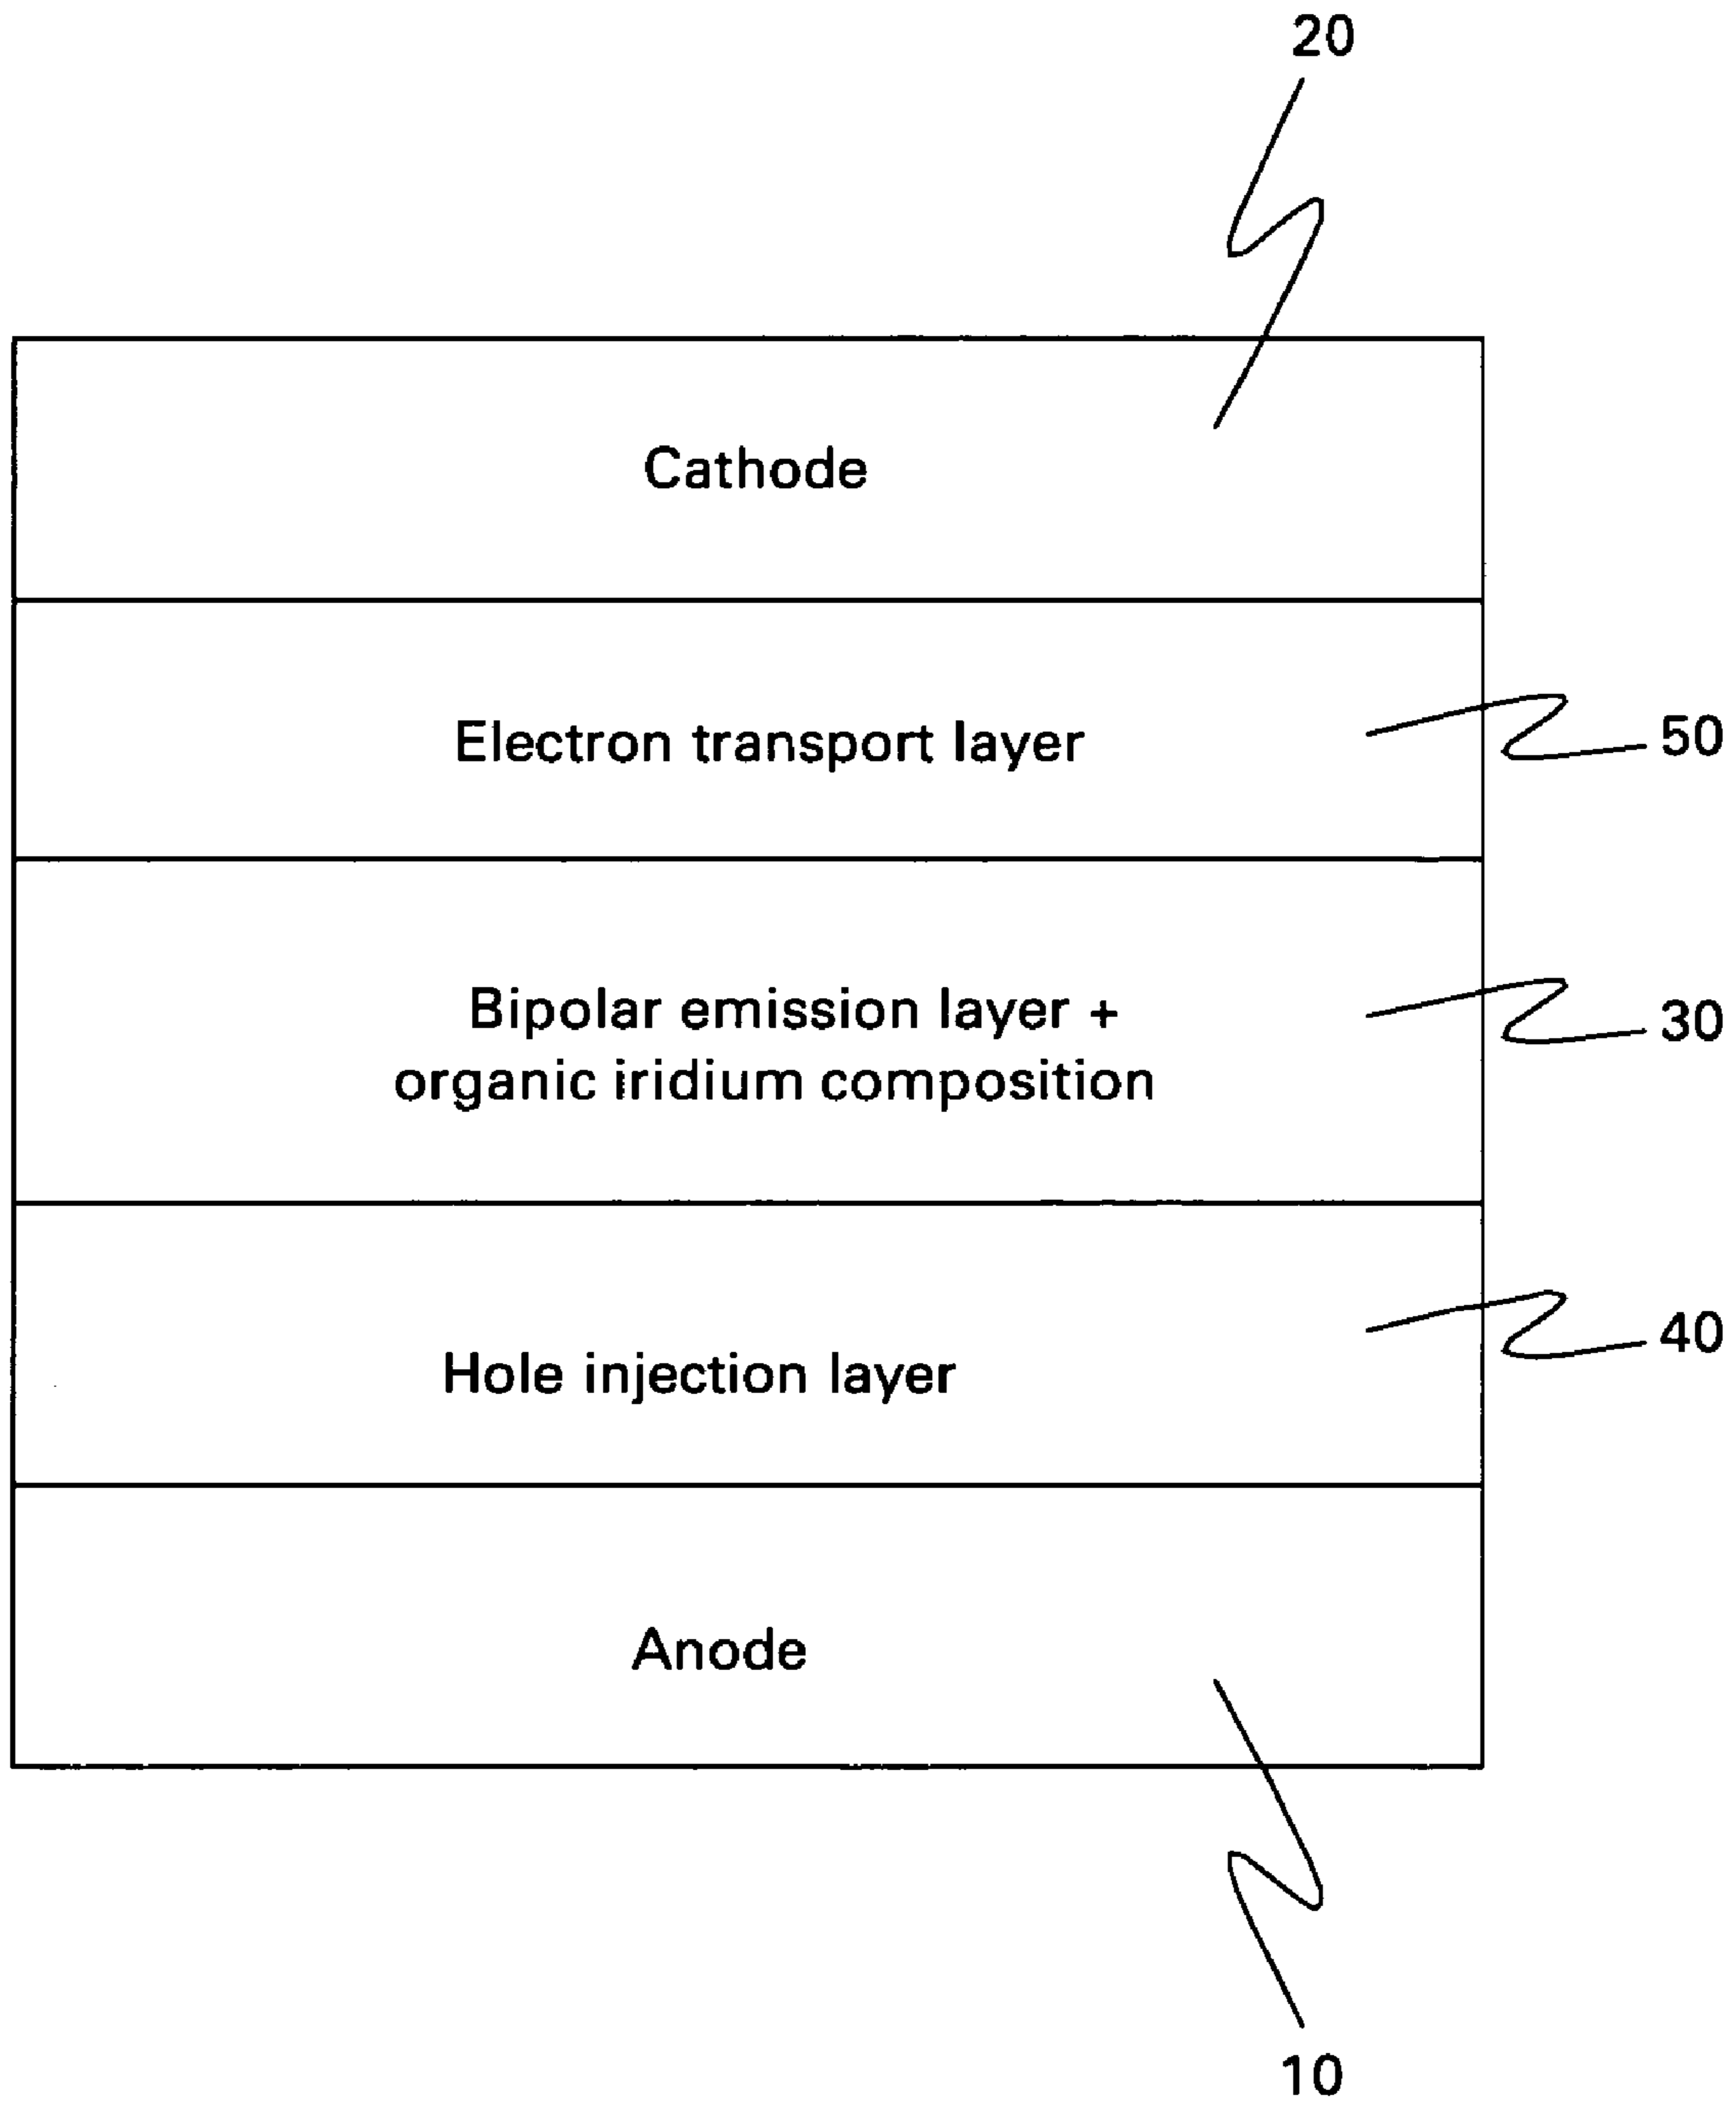 20
Cathode
Electron transport layer
50
Bipolar emission layer +
organic iridium composition
30
Hole injection layer
40
Anode
10